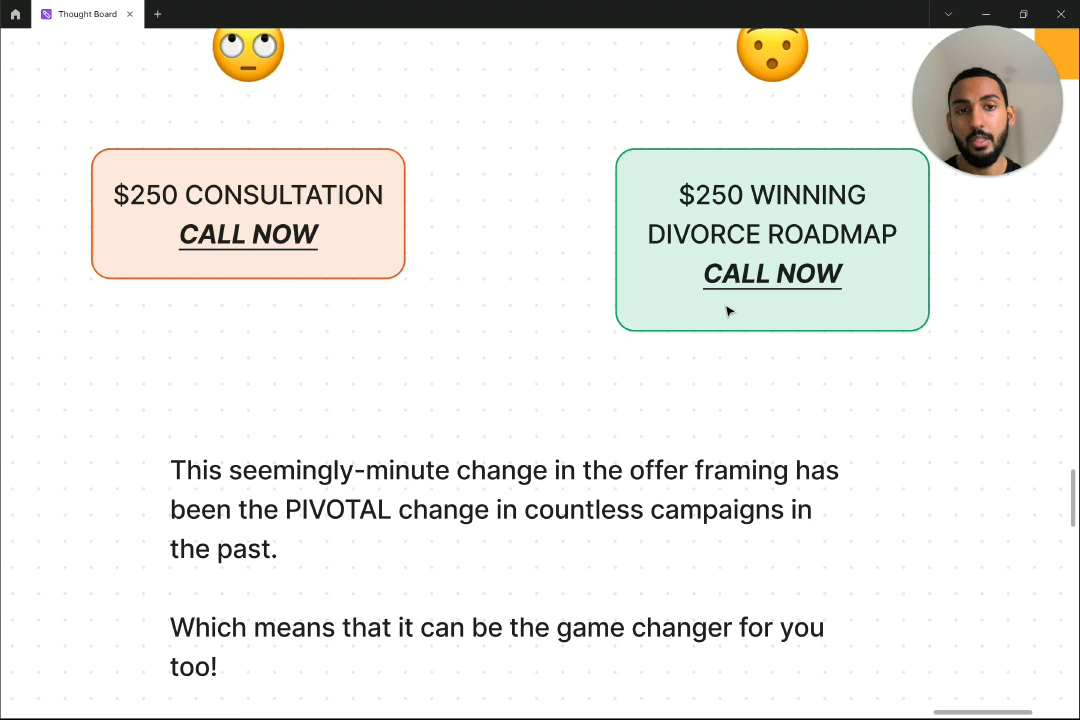 Thought Board
$250 CONSULTATION
CALL NOW
$250 WINNING
DIVORCE ROADMAP
CALL NOW
This seemingly-minute change in the offer framing has
been the PIVOTAL change in countless campaigns in
the past.
Which means that it can be the game changer for you
too!